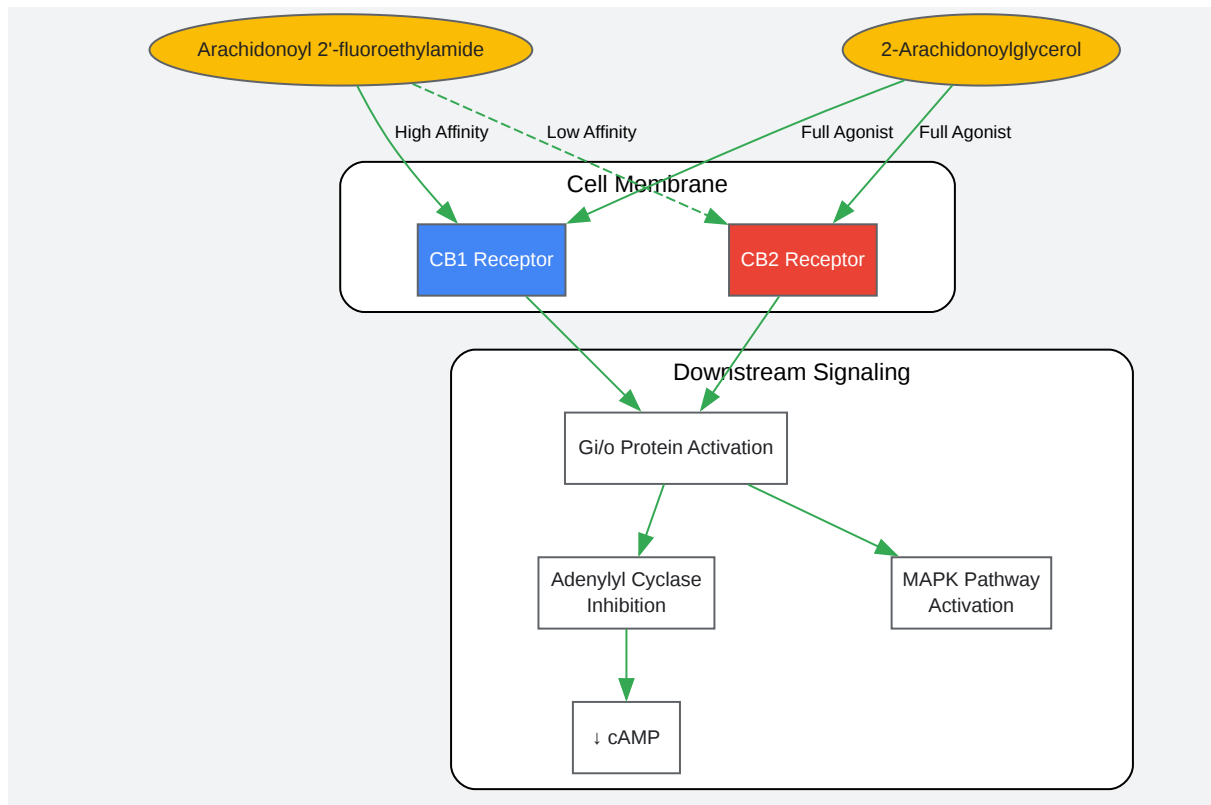 Arachidonoyl 2'-fluoroethylamide
2-Arachidonoylglycerol
High Affinity
Low Affinity
Full Agonist
Full Agonist
Cell Membrane
CB1 Receptor
CB2 Receptor
Downstream Signaling
Gi/o Protein Activation
Adenylyl Cyclase
Inhibition
MAPK Pathway
Activation
↓ cAMP